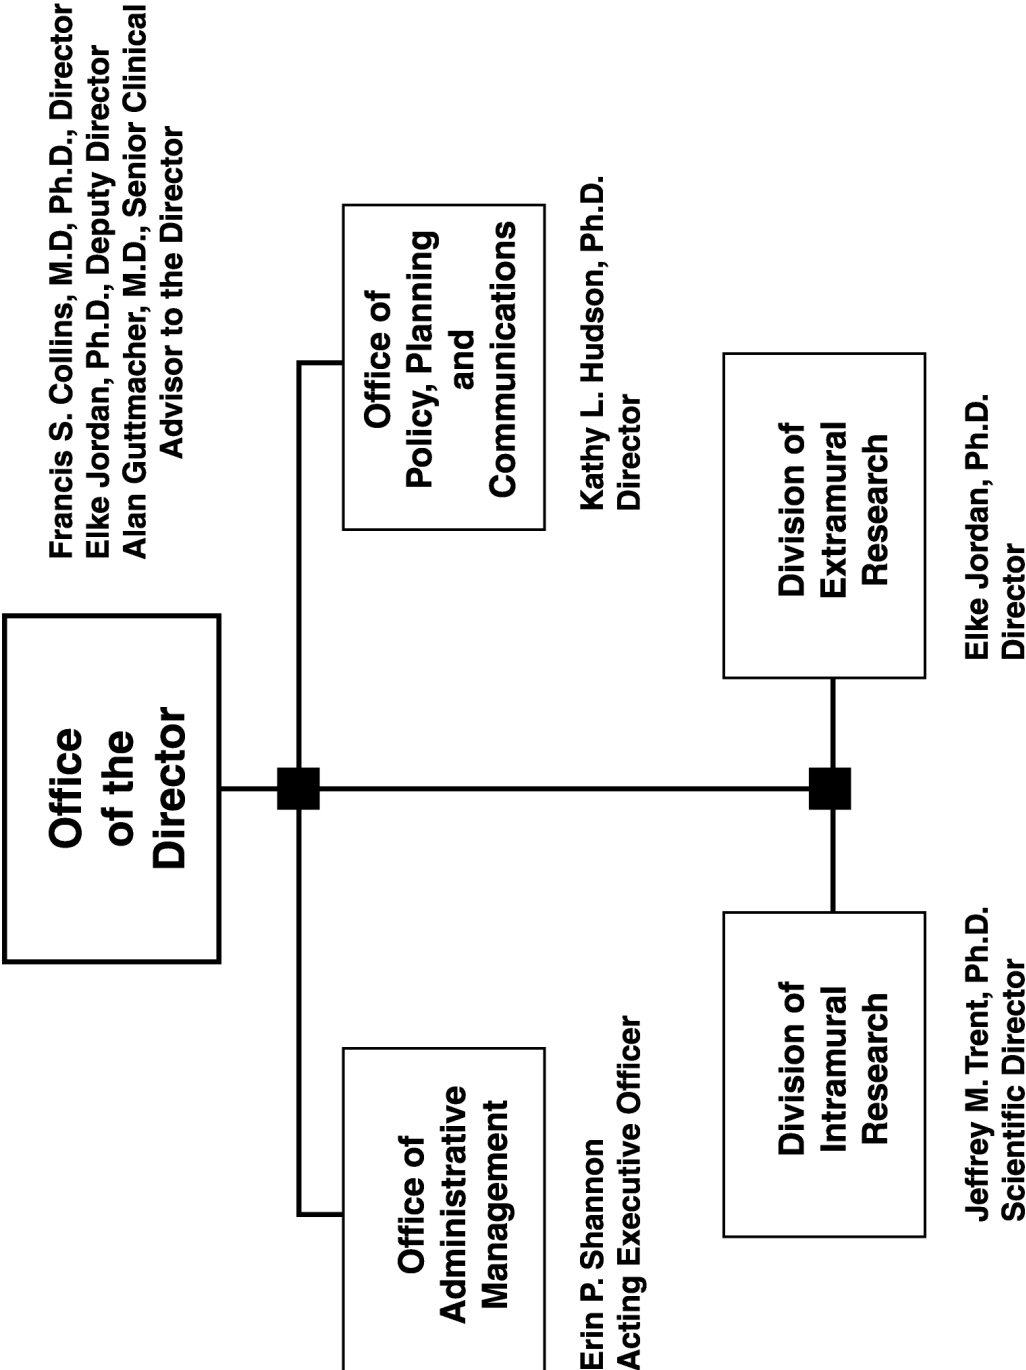 Office
of the
Director
Francis S. Collins, M.D, Ph.D., Director
Elke Jordan, Ph.D., Deputy Director
Alan Guttmacher, M.D., Senior Clinical
Advisor to the Director
Office of
Administrative
Management
Erin P. Shannon
Acting Executive Officer
Office of
Policy, Planning
and
Communications
Kathy L. Hudson, Ph.D.
Director
Division of
Intramural
Research
Jeffrey M. Trent, Ph.D.
Scientific Director
Division of
Extramural
Research
Elke Jordan, Ph.D.
Director